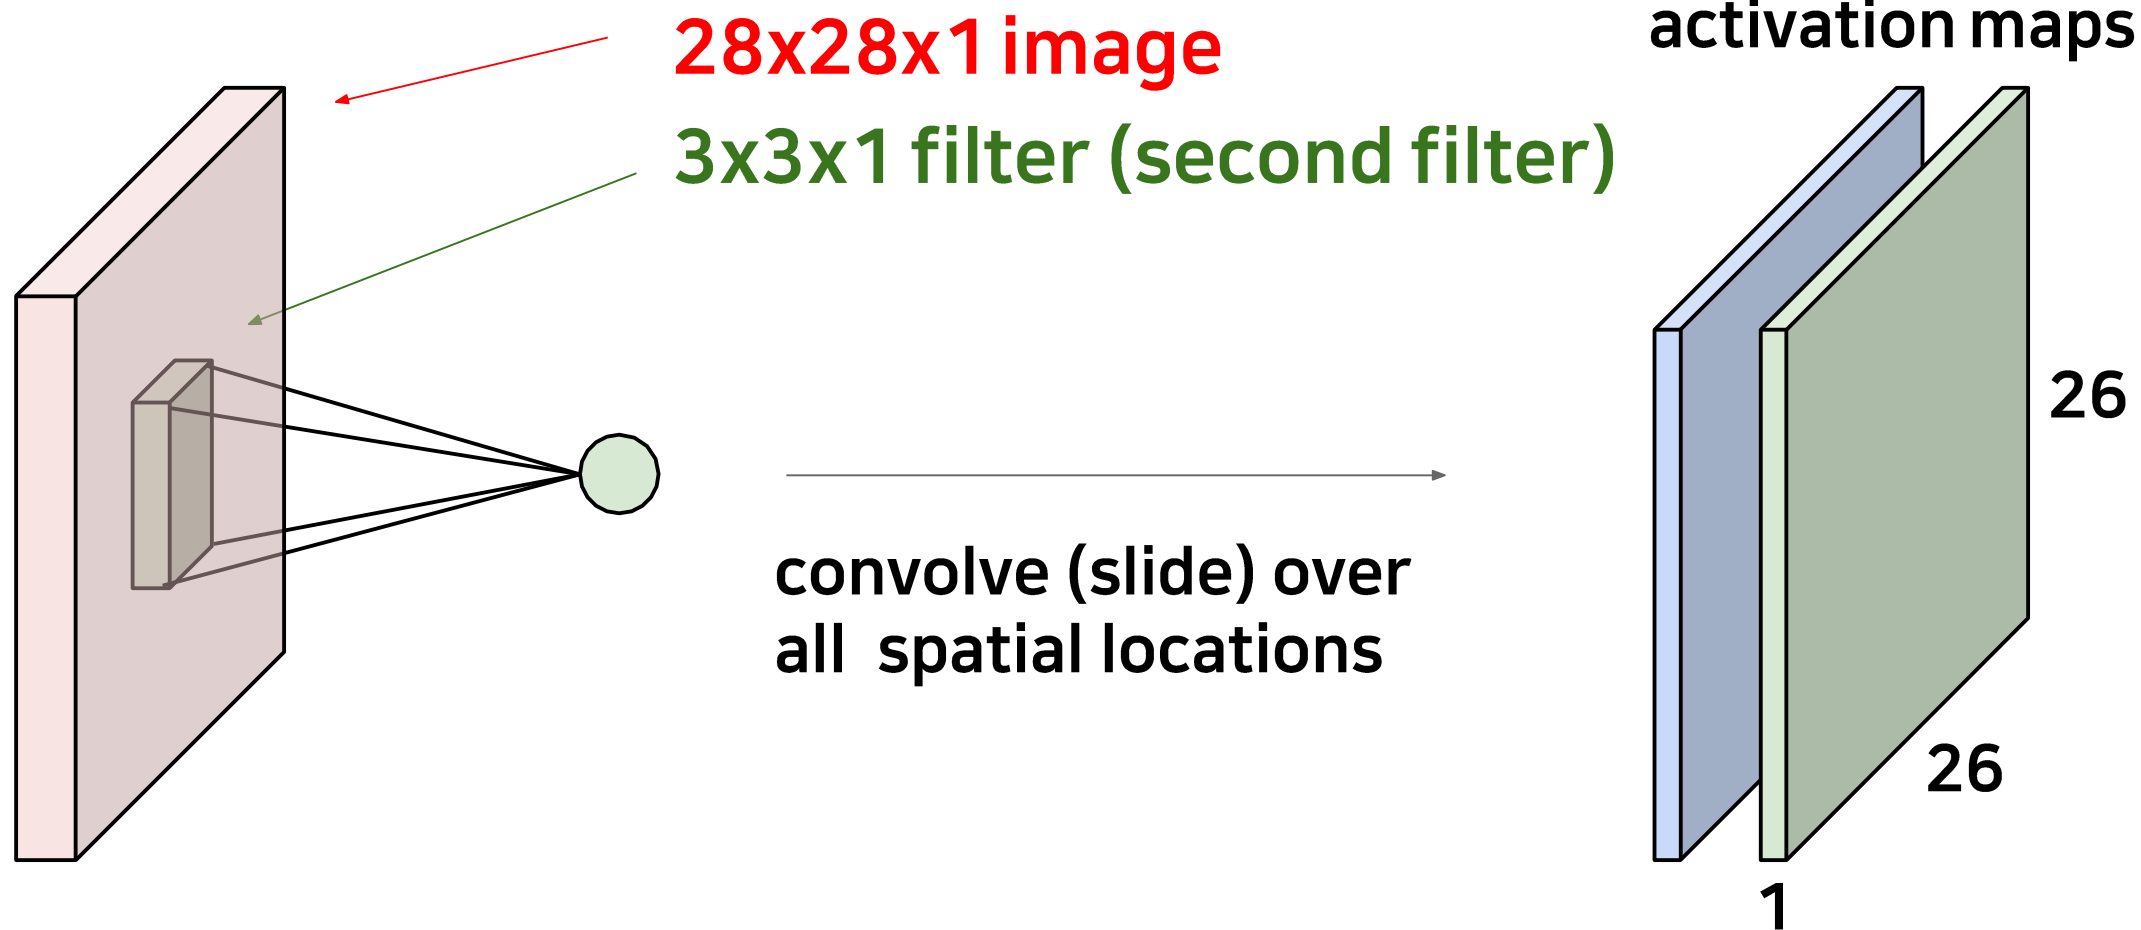 28x28x1 image
3x3x1 filter (second filter)
activation maps
convolve (slide) over
all spatial locations
26
26
1